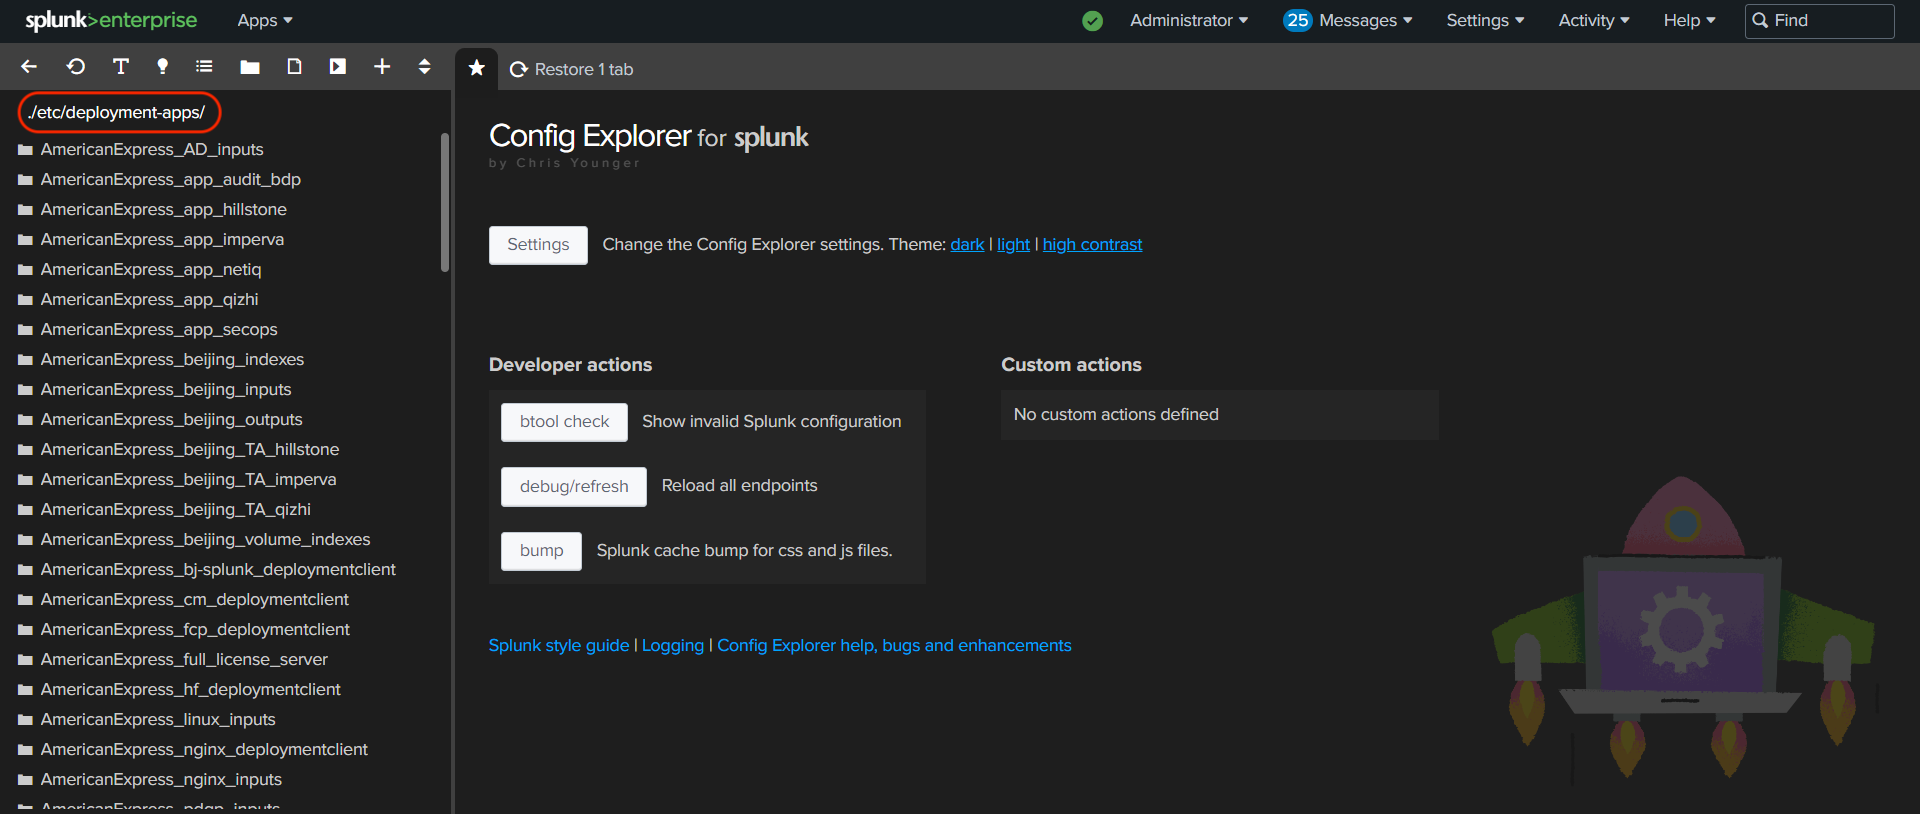 splunk>enterprise Apps Administrator 25 Messages Settings Activity Help Find
Restore 1 tab
./etc/deployment-apps/
AmericanExpress_AD_inputs
AmericanExpress_app_audit_bdp
AmericanExpress_app_hillstone
AmericanExpress_app_imperva
AmericanExpress_app_netiq
AmericanExpress_app_qizhi
AmericanExpress_app_secops
AmericanExpress_beijing_indexes
AmericanExpress_beijing_inputs
AmericanExpress_beijing_outputs
AmericanExpress_beijing_TA_hillstone
AmericanExpress_beijing_TA_imperva
AmericanExpress_beijing_TA_qizhi
AmericanExpress_beijing_volume_indexes
AmericanExpress_bj-splunk_deploymentclient
AmericanExpress_cm_deploymentclient
AmericanExpress_fcp_deploymentclient
AmericanExpress_full_license_server
AmericanExpress_hf_deploymentclient
AmericanExpress_linux_inputs
AmericanExpress_nginx_deploymentclient
AmericanExpress_nginx_inputs
Config Explorer for splunk
by Chris Younger
Settings Change the Config Explorer settings. Theme: dark | light | high contrast
Developer actions
btool check Show invalid Splunk configuration
debug/refresh Reload all endpoints
bump Splunk cache bump for css and js files.
Custom actions
No custom actions defined
Splunk style guide | Logging | Config Explorer help, bugs and enhancements